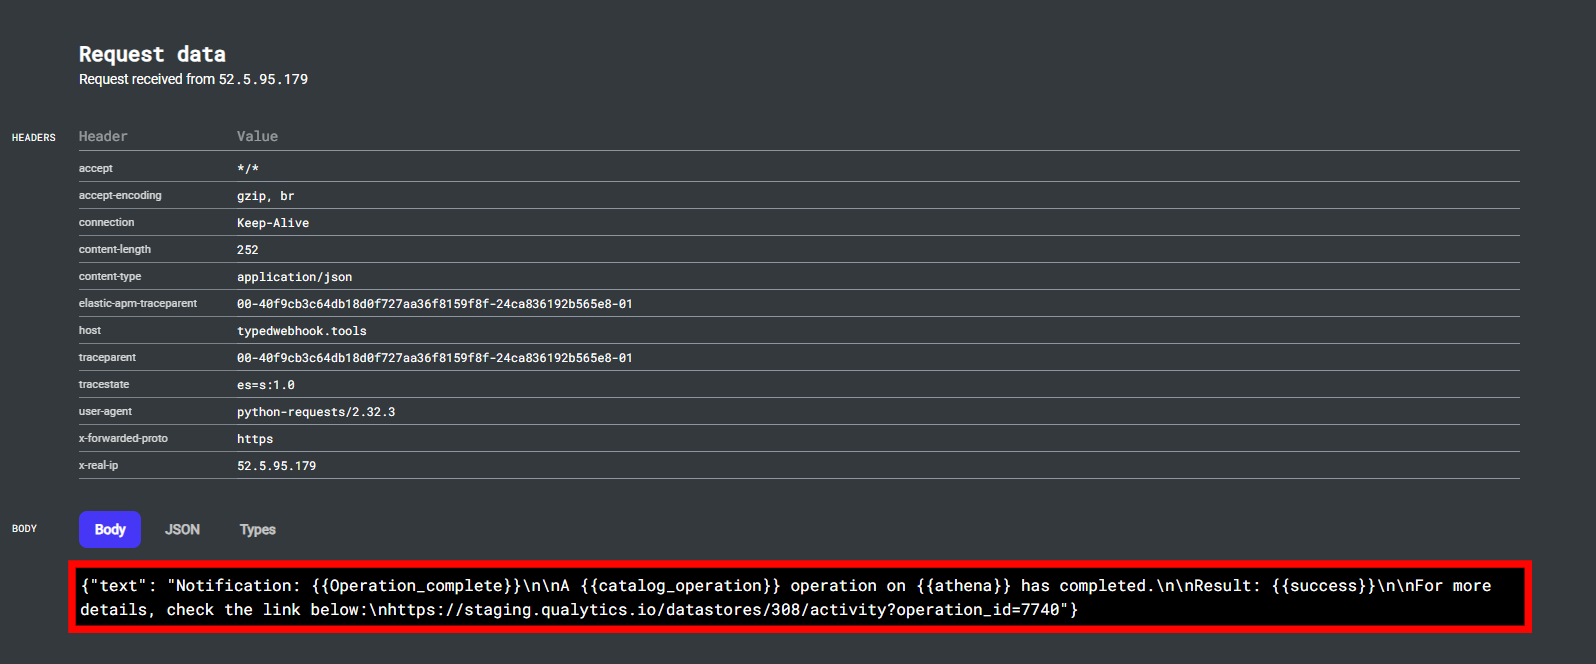 Request data
Request received from 52.5.95.179
HEADERS
Header Value
accept */*
accept-encoding gzip, br
connection Keep-Alive
content-length 252
content-type application/json
elastic-apm-traceparent 00-40f9cb3c64db18d0f727aa36f8159f8f-24ca836192b565e8-01
host typedwebhook.tools
traceparent 00-40f9cb3c64db18d0f727aa36f8159f8f-24ca836192b565e8-01
tracestate es=s:1.0
user-agent python-requests/2.32.3
x-forwarded-proto https
x-real-ip 52.5.95.179
BODY
Body JSON Types
{"text": "Notification: {{Operation_complete}}\n\nA {{catalog_operation}} operation on {{athena}} has completed.\n\nResult: {{success}}\n\nFor more
details, check the link below:\nhttps://staging.qualytics.io/datastores/308/activity?operation_id=7740"}